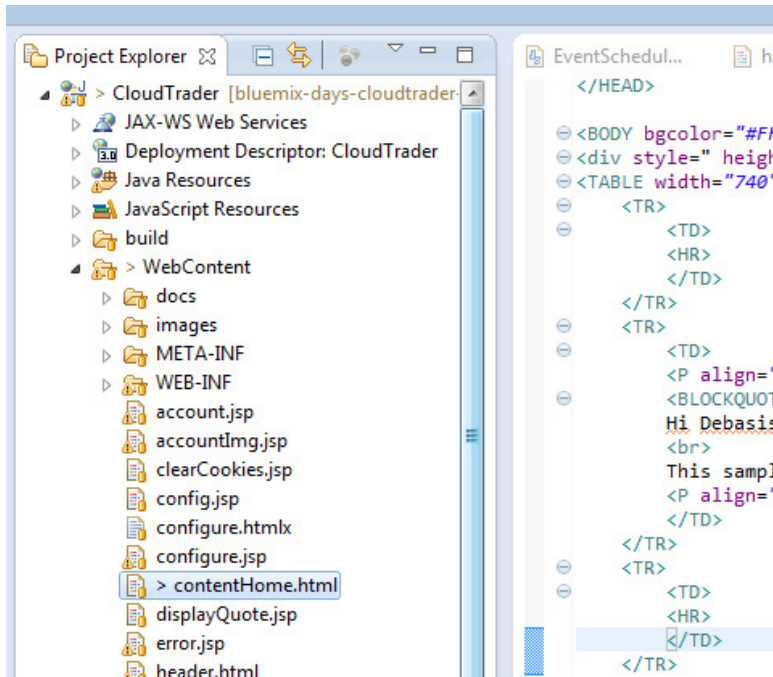 Project Explorer
> CloudTrader [bluemix-days-cloudtrader-
JAX-WS Web Services
3.0 Deployment Descriptor: CloudTrader
Java Resources
JavaScript Resources
build
> WebContent
docs
images
META-INF
WEB-INF
account.jsp
accountImg.jsp
clearCookies.jsp
config.jsp
configure.htmlx
configure.jsp
> contentHome.html
displayQuote.jsp
error.jsp
header.html
EventSchedul... h
</HEAD>
<BODY bgcolor="#FF
<div style=" heigh
<TABLE width="740"
<TR>
<TD>
<HR>
</TD>
</TR>
<TR>
<TD>
<P align="
<BLOCKQUOT
Hi Debasis
<br>
This sampl
<P align="
</TD>
</TR>
<TR>
<TD>
<HR>
</TD>
</TR>